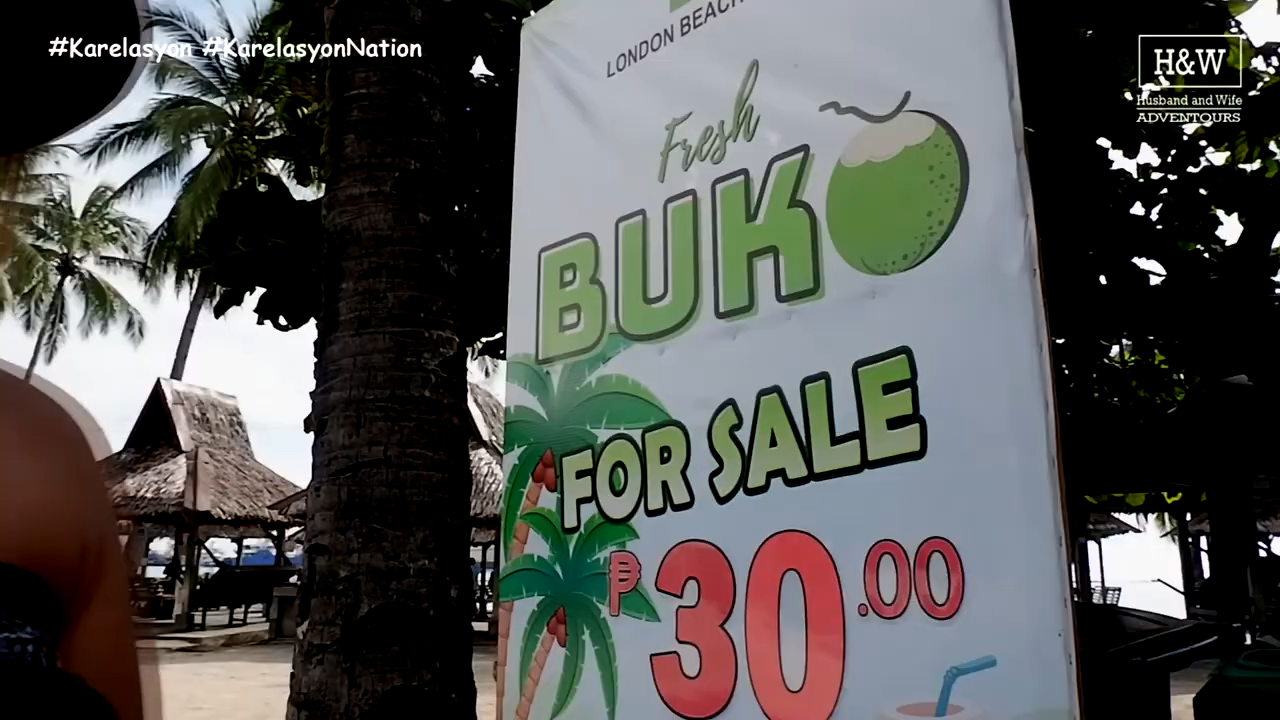 #Karelasyon #KarelasyonNation
H&W
Husband and Wife
ADVENTOURS
LONDON BEACH
Fresh
BUKO
FOR SALE
₱30.00